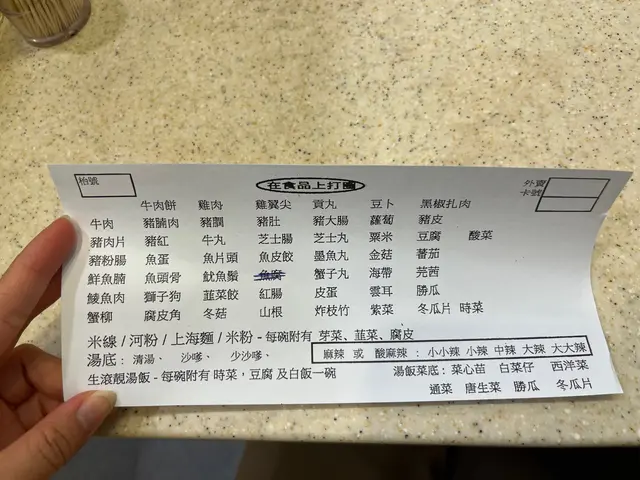 枱號 在食品上打圈 外賣
卡號
牛肉餅 雞肉 雞翼尖 貢丸 豆卜 黑椒扎肉
牛肉 豬腩肉 豬膶 豬肚 豬大腸 蘿蔔 豬皮
豬肉片 豬紅 牛丸 芝士腸 芝士丸 粟米 豆腐 酸菜
豬粉腸 魚蛋 魚片頭 魚皮餃 墨魚丸 金菇 蕃茄
鮮魚腩 魚頭骨 魷魚鬚 魚腐 蟹子丸 海帶 芫茜
鯪魚肉 獅子狗 韮菜餃 紅腸 皮蛋 雲耳 勝瓜
蟹柳 腐皮角 冬菇 山根 炸枝竹 紫菜 冬瓜片 時菜
米線 / 河粉 / 上海麵 / 米粉 - 每碗附有 芽菜、韮菜、腐皮
湯底: 清湯、 沙嗲、 少沙嗲、 麻辣 或 酸麻辣 : 小小辣 小辣 中辣 大辣 大大辣
生滾靚湯飯 - 每碗附有 時菜,豆腐 及白飯一碗 湯飯菜底: 菜心苗 白菜仔 西洋菜
通菜 唐生菜 勝瓜 冬瓜片